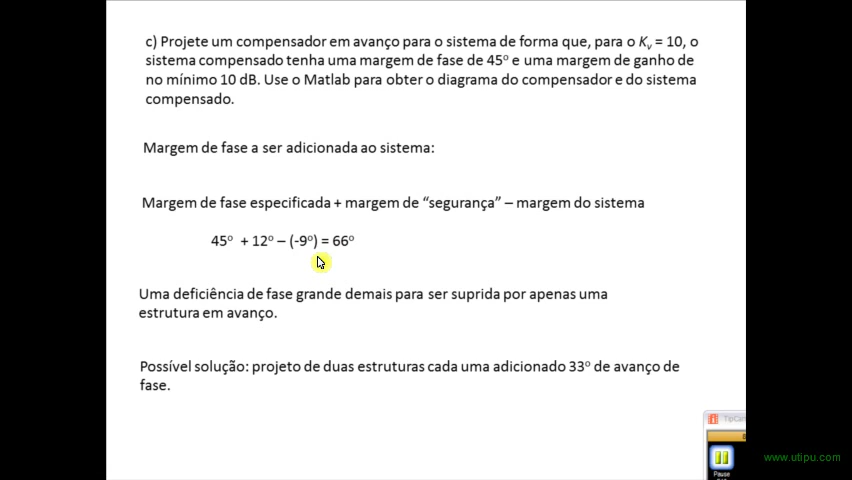 c) Projete um compensador em avanço para o sistema de forma que, para o Kv = 10, o
sistema compensado tenha uma margem de fase de 45º e uma margem de ganho de
no mínimo 10 dB. Use o Matlab para obter o diagrama do compensador e do sistema
compensado.
Margem de fase a ser adicionada ao sistema:
Margem de fase especificada + margem de “segurança” – margem do sistema
45º + 12º – (-9º) = 66º
Uma deficiência de fase grande demais para ser suprida por apenas uma
estrutura em avanço.
Possível solução: projeto de duas estruturas cada uma adicionado 33º de avanço de
fase.
TipCa
Pause
www.utipu.com